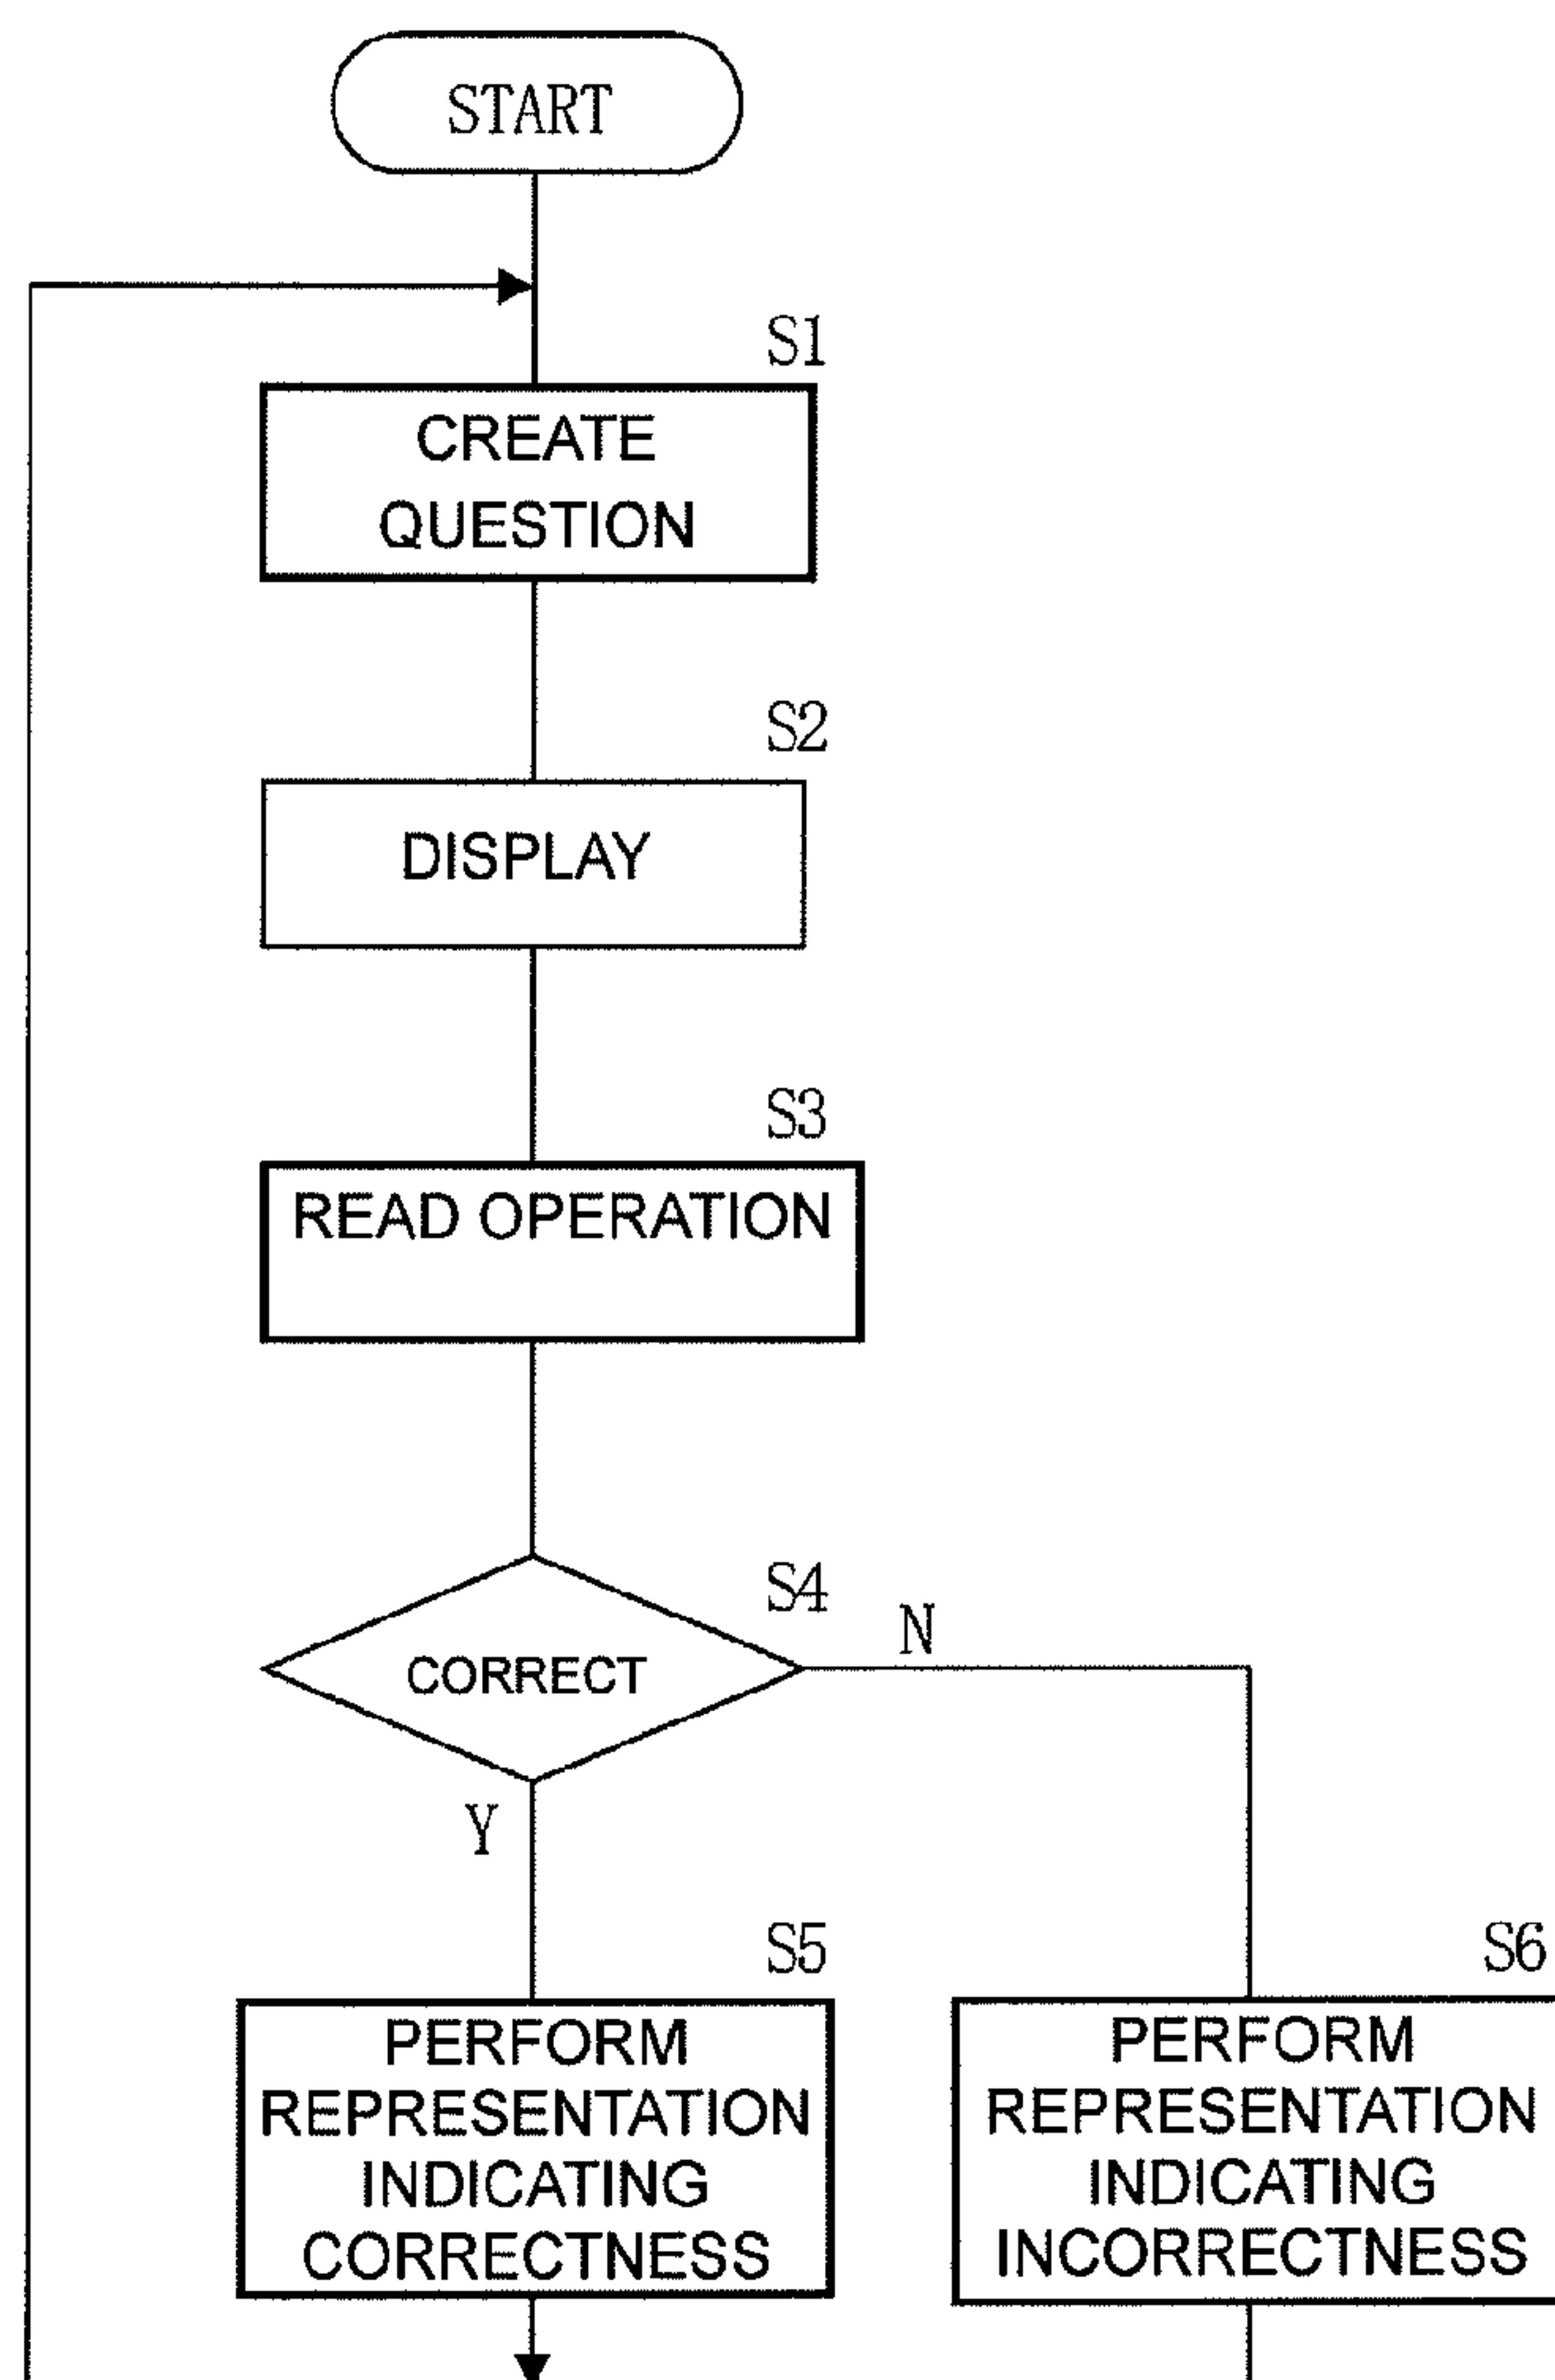 START
S1
CREATE
QUESTION
S2
DISPLAY
S3
READ OPERATION
S4
N
CORRECT
Y
S5
PERFORM
REPRESENTATION
INDICATING
CORRECTNESS
S6
PERFORM
REPRESENTATION
INDICATING
INCORRECTNESS